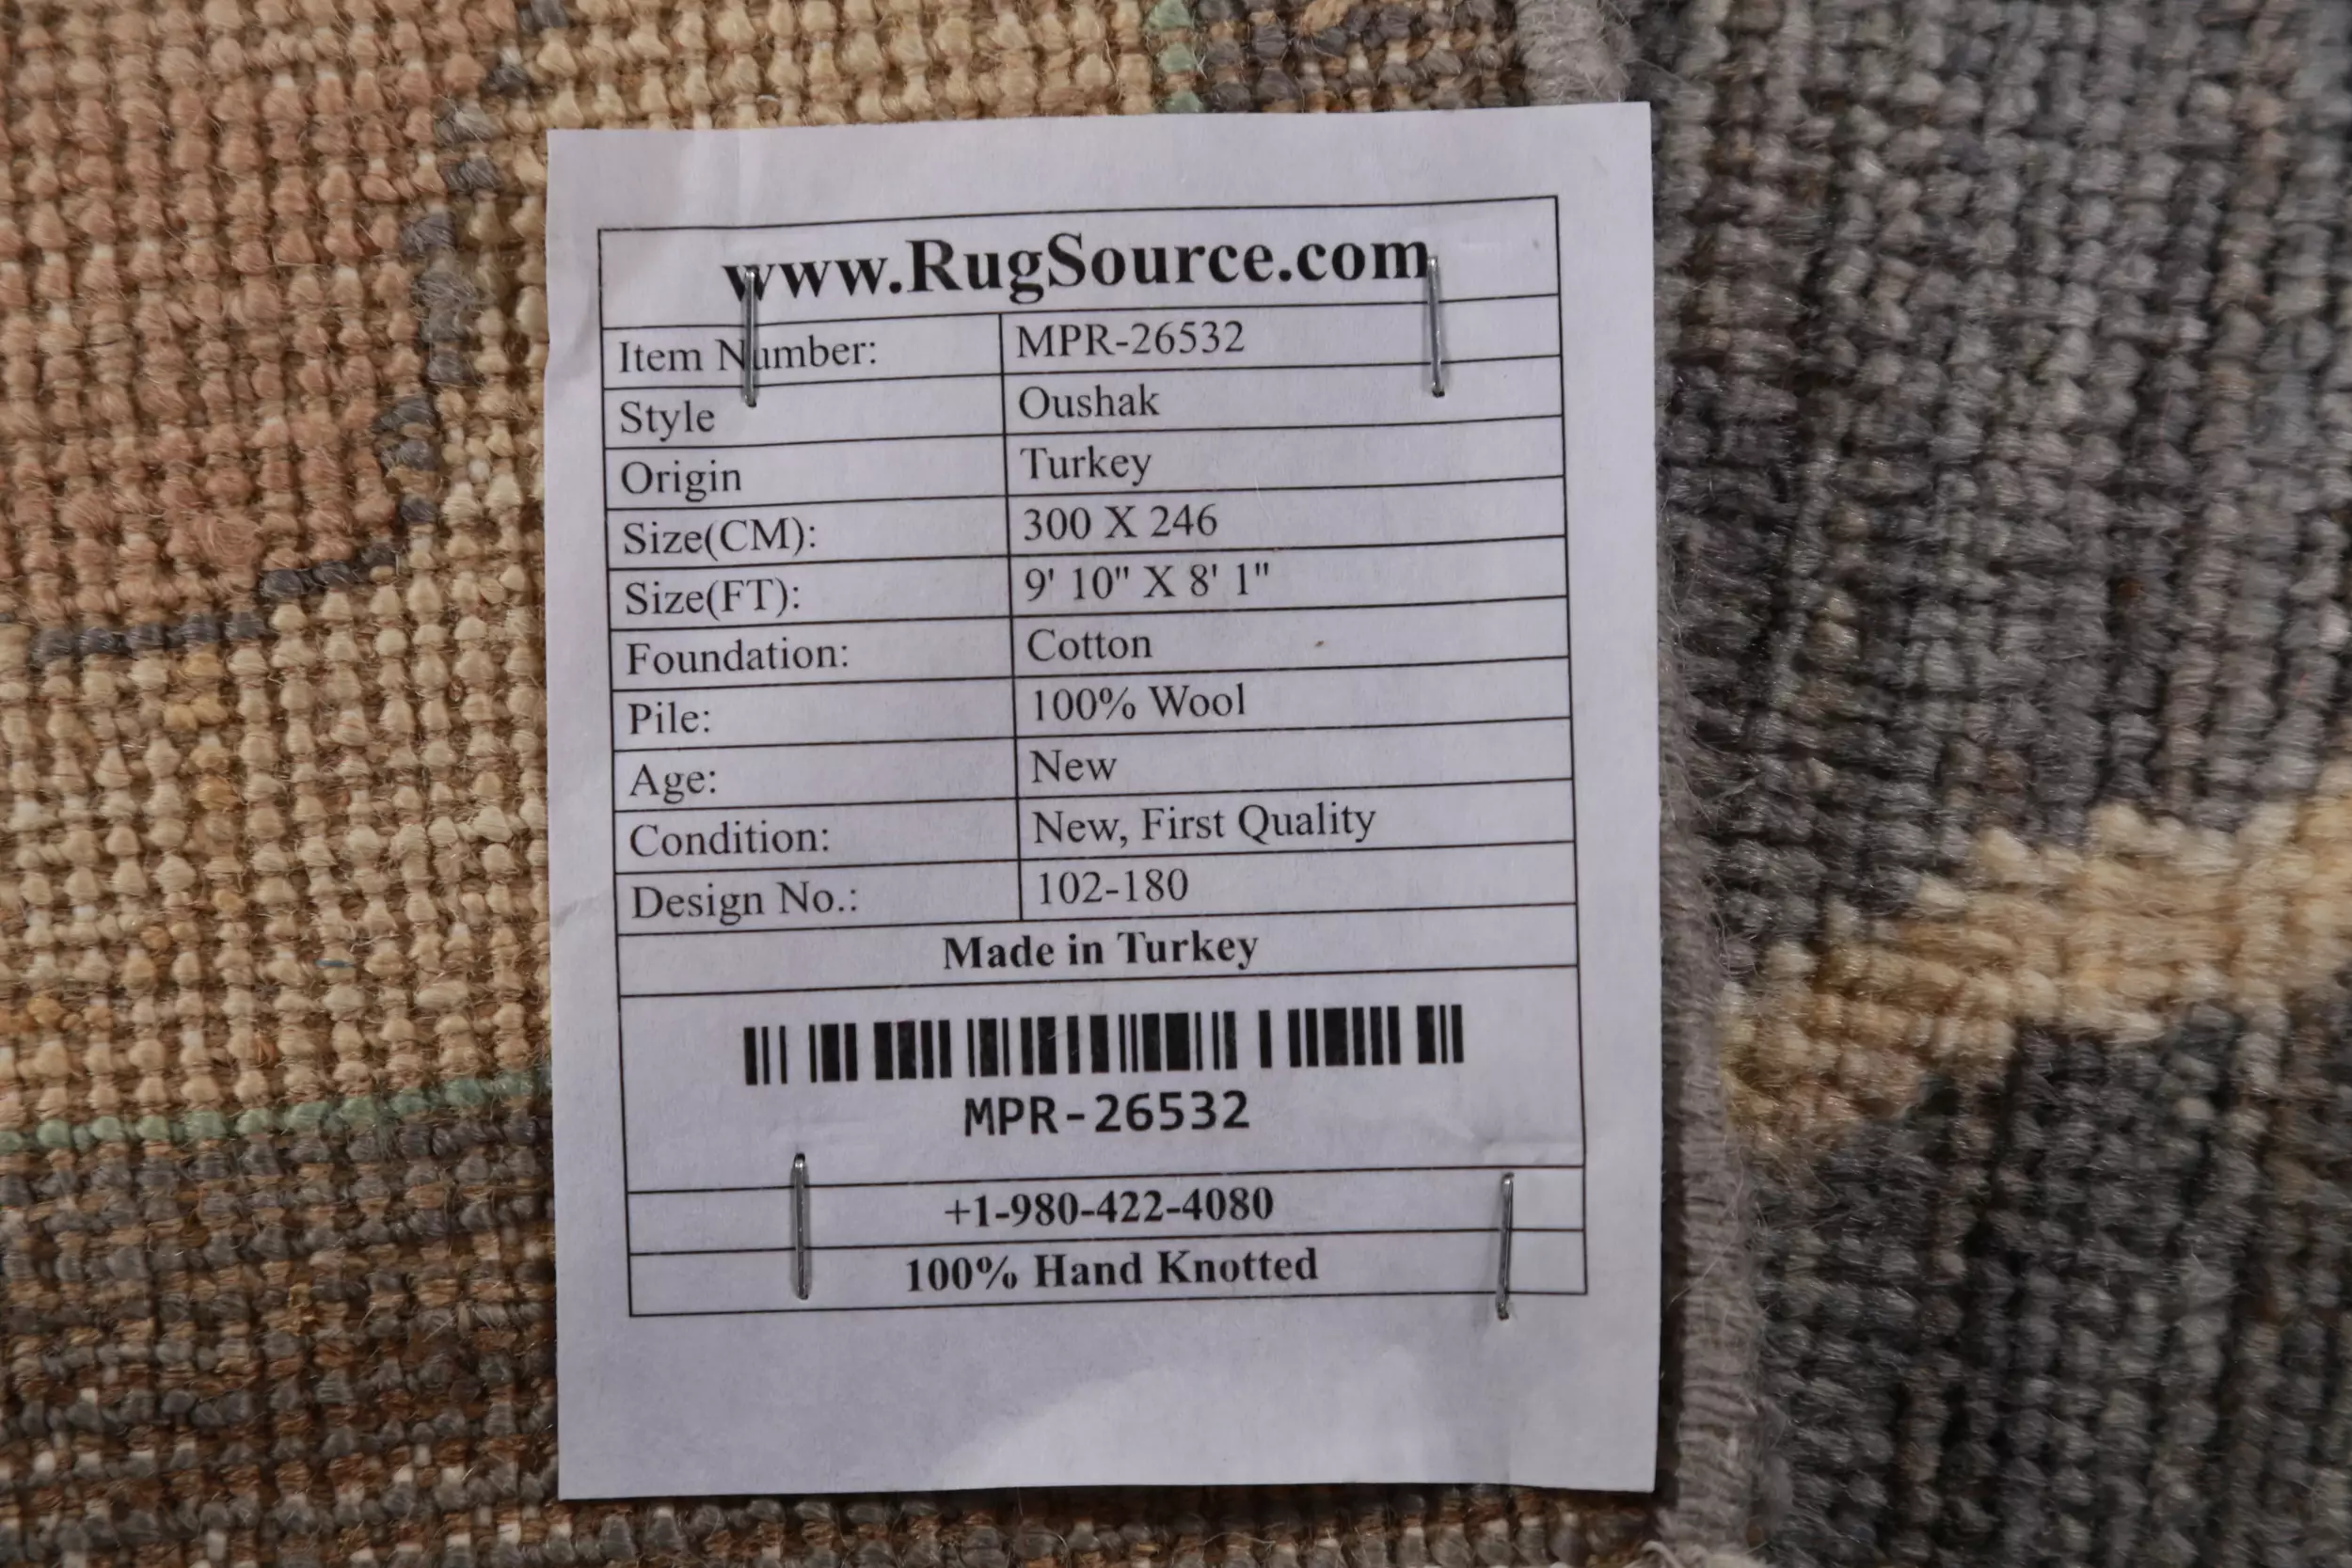 www.RugSource.com
Item Number: MPR-26532
Style Oushak
Origin Turkey
Size(CM): 300 X 246
Size(FT): 9' 10" X 8' 1"
Foundation: Cotton
Pile: 100% Wool
Age: New
Condition: New, First Quality
Design No.: 102-180
Made in Turkey
MPR-26532
+1-980-422-4080
100% Hand Knotted